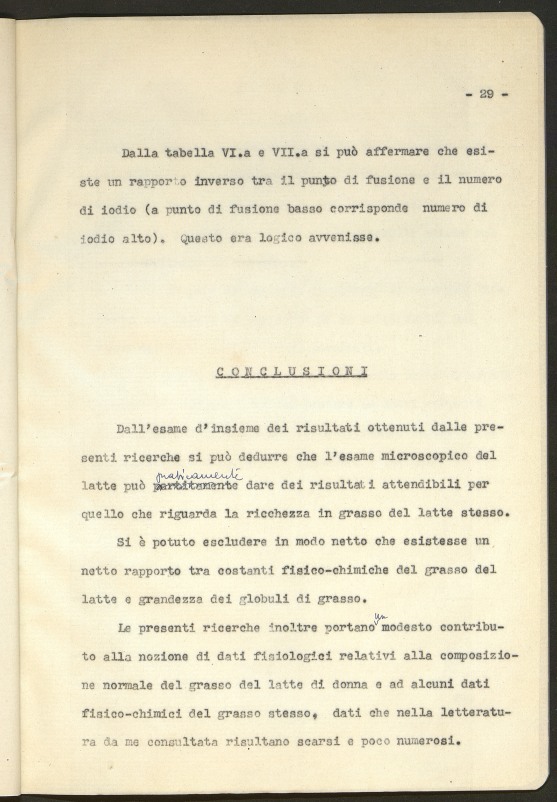 - 29 -
Dalla tabella VI.a e VII.a si può affermare che esi-
ste un rapporto inverso tra il punto di fusione e il numero
di iodio (a punto di fusione basso corrisponde numero di
iodio alto). Questo era logico avvenisse.
CONCLUSIONI
Dall'esame d'insieme dei risultati ottenuti dalle pre-
senti ricerche si può dedurre che l'esame microscopico del
praticamente
latte può partitamente dare dei risultati attendibili per
quello che riguarda la ricchezza in grasso del latte stesso.
Si è potuto escludere in modo netto che esistesse un
netto rapporto tra costanti fisico-chimiche del grasso del
latte e grandezza dei globuli di grasso.
un
Le presenti ricerche inoltre portano modesto contribu-
to alla nozione di dati fisiologici relativi alla composizio-
ne normale del grasso del latte di donna e ad alcuni dati
fisico-chimici del grasso stesso, dati che nella letteratu-
ra da me consultata risultano scarsi e poco numerosi.